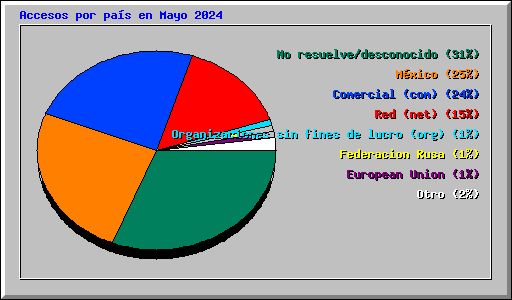 Accesos por país en Mayo 2024
No resuelve/desconocido (31%)
México (25%)
Comercial (com) (24%)
Red (net) (15%)
Organizaciones sin fines de lucro (org) (1%)
Federacion Rusa (1%)
European Union (1%)
Otro (2%)